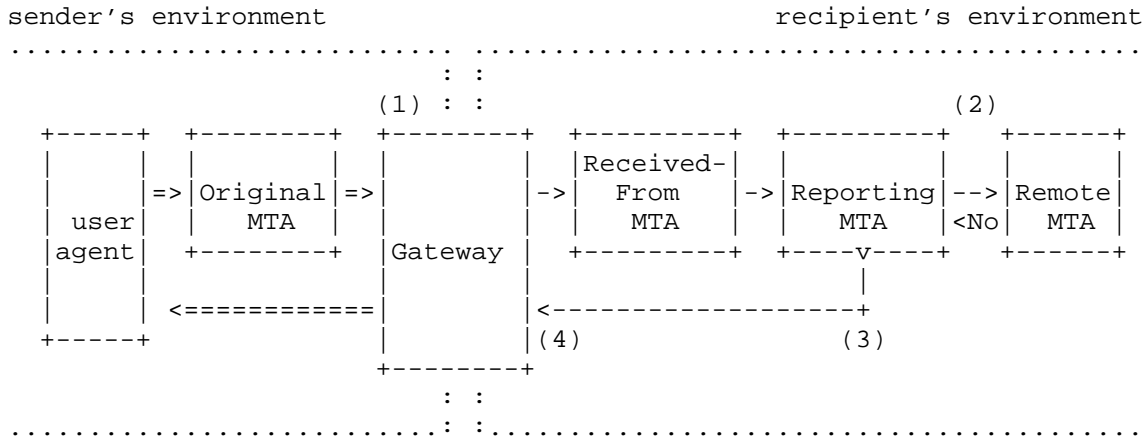 sender's environment                            recipient's environment
............................ ..........................................
                           : :
                       (1) : :                             (2)
  +-----+  +--------+  +--------+  +---------+  +---------+   +------+
  |     |  |        |  |        |  |Received-|  |         |   |      |
  |     |=>|Original|=>|        |->|  From   |->|Reporting|-->|Remote|
  | user|  |   MTA  |  |        |  |   MTA   |  |   MTA   |<No|  MTA |
  |agent|  +--------+  |Gateway |  +---------+  +----v----+   +------+
  |     |              |        |                    |
  |     | <============|        |<-------------------+
  +-----+              |        |(4)                (3)
                       +--------+
                           : :
...........................: :.........................................